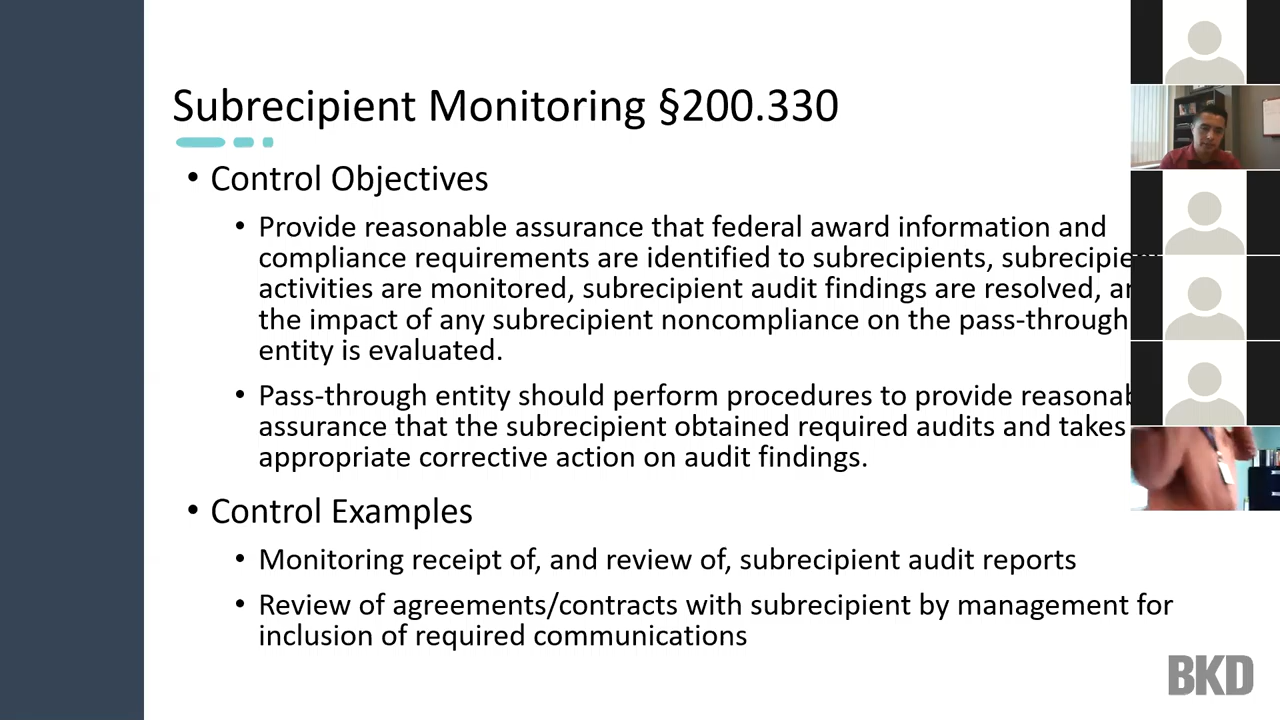 Subrecipient Monitoring §200.330
• Control Objectives
• Provide reasonable assurance that federal award information and
compliance requirements are identified to subrecipients,
activities are monitored, subrecipient audit findings are resolved,
the impact of any subrecipient noncompliance on the pass-through
entity is evaluated.
• Pass-through entity should perform procedures to provide
assurance that the subrecipient obtained required audits and takes
appropriate corrective action on audit findings.
• Control Examples
• Monitoring receipt of, and review of, subrecipient audit reports
• Review of agreements/contracts with subrecipient by management for
inclusion of required communications
BKD